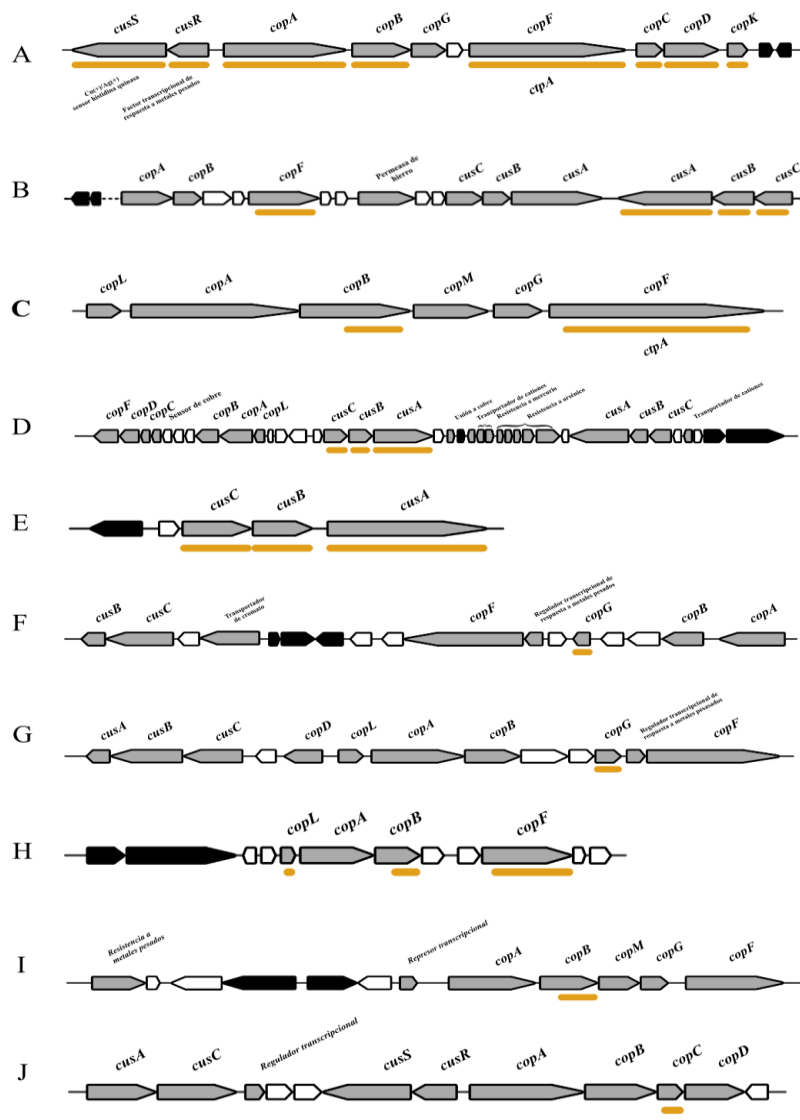 A
cusS cusR copA copB copG copF copC copD copK
Cu(+)/Ag(+)
sensor histidina quinasa
Factor transcripcional de
respuesta a metales pesados
ctpA
B
copA copB copF Permeasa de
hierro
cusC cusB cusA cusA cusB cusC
C
copL copA copB copM copG copF
ctpA
D
copF copD copC Sensor de cobre copB copA copL cusC cusB cusA Unión a cobre Transportador de cationes Resistencia a mercurio Resistencia a arsénico cusA cusB cusC Transportador de cationes
E
cusC cusB cusA
F
cusB cusC Transportador
de cromato
copF Regulador transcripcional de
respuesta a metales pesados
copG copB copA
G
cusA cusB cusC copD copL copA copB copG Regulador transcripcional de
respuesta a metales pesasados
copF
H
copL copA copB copF
I
Resistencia a
metales pesados
Represor transcripcional copA copB copM copG copF
J
cusA cusC Regulador transcripcional cusS cusR copA copB copC copD